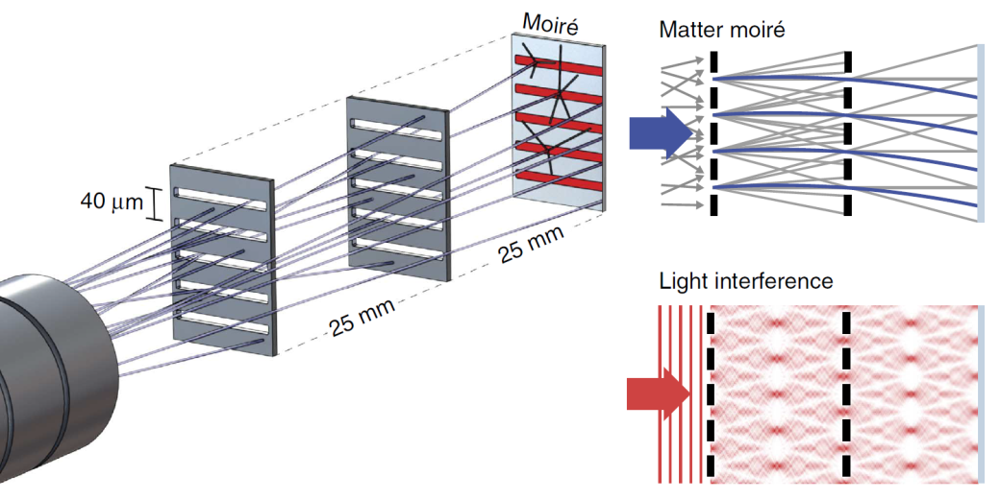 Moiré
40 μm
25 mm
25 mm
Matter moiré
Light interference